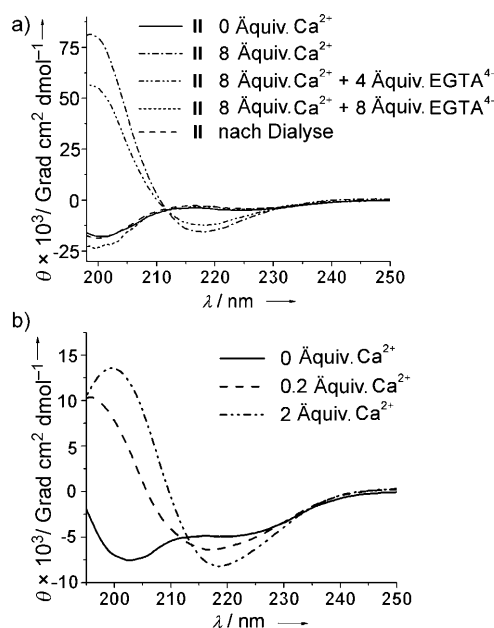 a)
II 0 Äquiv. Ca²⁺
II 8 Äquiv. Ca²⁺
II 8 Äquiv. Ca²⁺ + 4 Äquiv. EGTA⁴⁻
II 8 Äquiv. Ca²⁺ + 8 Äquiv. EGTA⁴⁻
II nach Dialyse
75
50
25
0
-25
θ × 10³/ Grad cm² dmol⁻¹ →
200 210 220 230 240 250
λ / nm →
b)
0 Äquiv. Ca²⁺
0.2 Äquiv. Ca²⁺
2 Äquiv. Ca²⁺
15
10
5
0
-5
-10
θ × 10³/ Grad cm² dmol⁻¹ →
200 210 220 230 240 250
λ / nm →